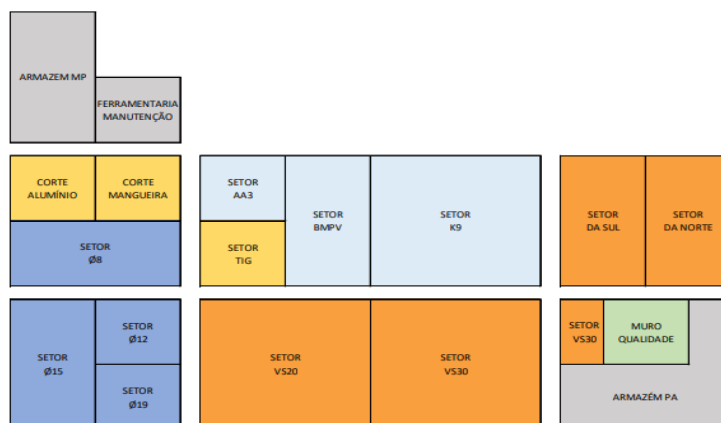 ARMAZEM MP
FERRAMENTARIA
MANUTENÇÃO
CORTE
ALUMÍNIO
CORTE
MANGUEIRA
SETOR
Ø8
SETOR
AA3
SETOR
TIG
SETOR
BMPV
SETOR
K9
SETOR
DA SUL
SETOR
DA NORTE
SETOR
Ø15
SETOR
Ø12
SETOR
Ø19
SETOR
VS20
SETOR
VS30
SETOR
VS30
MURO
QUALIDADE
ARMAZÉM PA